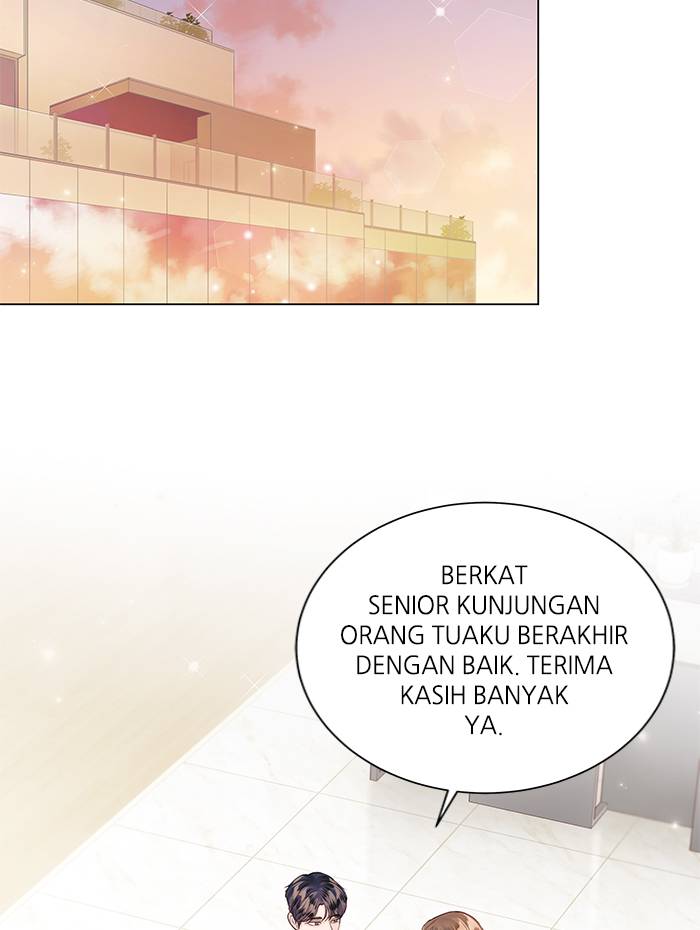 BERKAT
SENIOR KUNJUNGAN
ORANG TUAKU BERAKHIR
DENGAN BAIK. TERIMA
KASIH BANYAK
YA.